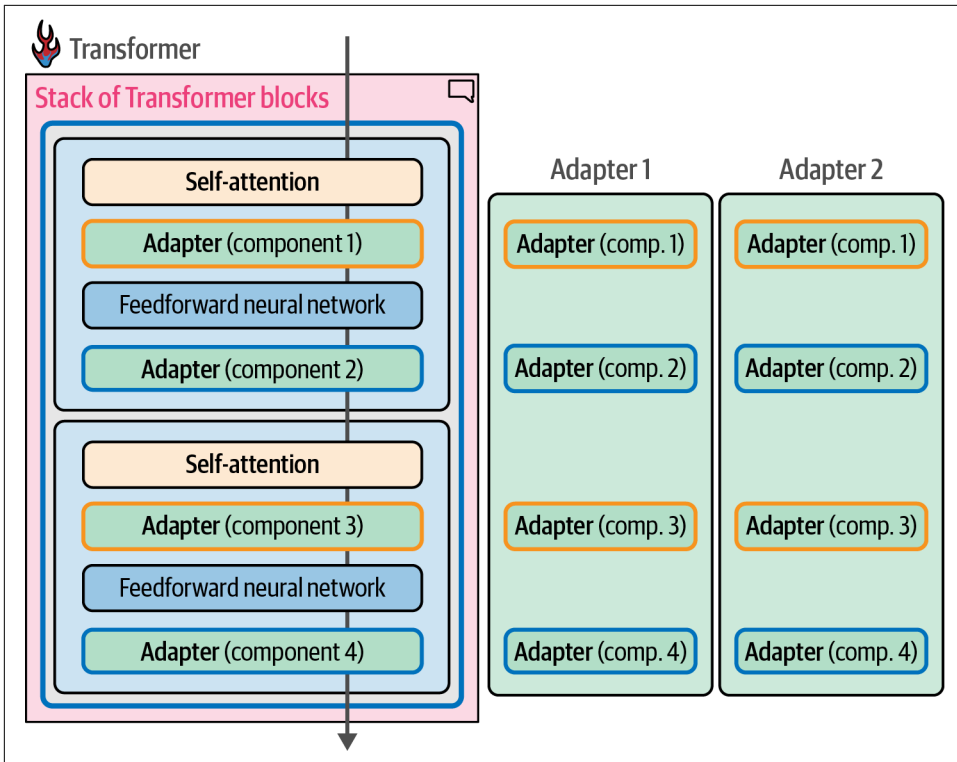 Transformer
Stack of Transformer blocks
Self-attention
Adapter (component 1)
Feedforward neural network
Adapter (component 2)
Self-attention
Adapter (component 3)
Feedforward neural network
Adapter (component 4)
Adapter 1
Adapter (comp. 1)
Adapter (comp. 2)
Adapter (comp. 3)
Adapter (comp. 4)
Adapter 2
Adapter (comp. 1)
Adapter (comp. 2)
Adapter (comp. 3)
Adapter (comp. 4)